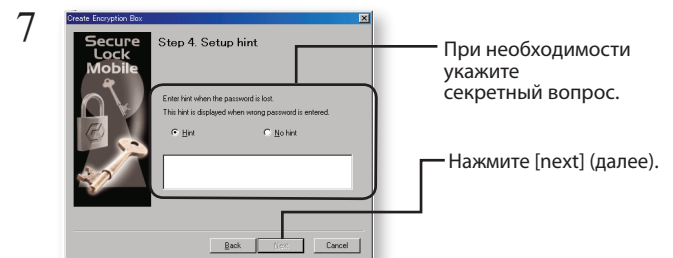 7
Create Encryption Box
Secure
Lock
Mobile
Step 4. Setup hint
Enter hint when the password is lost.
This hint is displayed when wrong password is entered.
Hint
No hint
Back
Next
Cancel
При необходимости
укажите
секретный вопрос.
Нажмите [next] (далее).